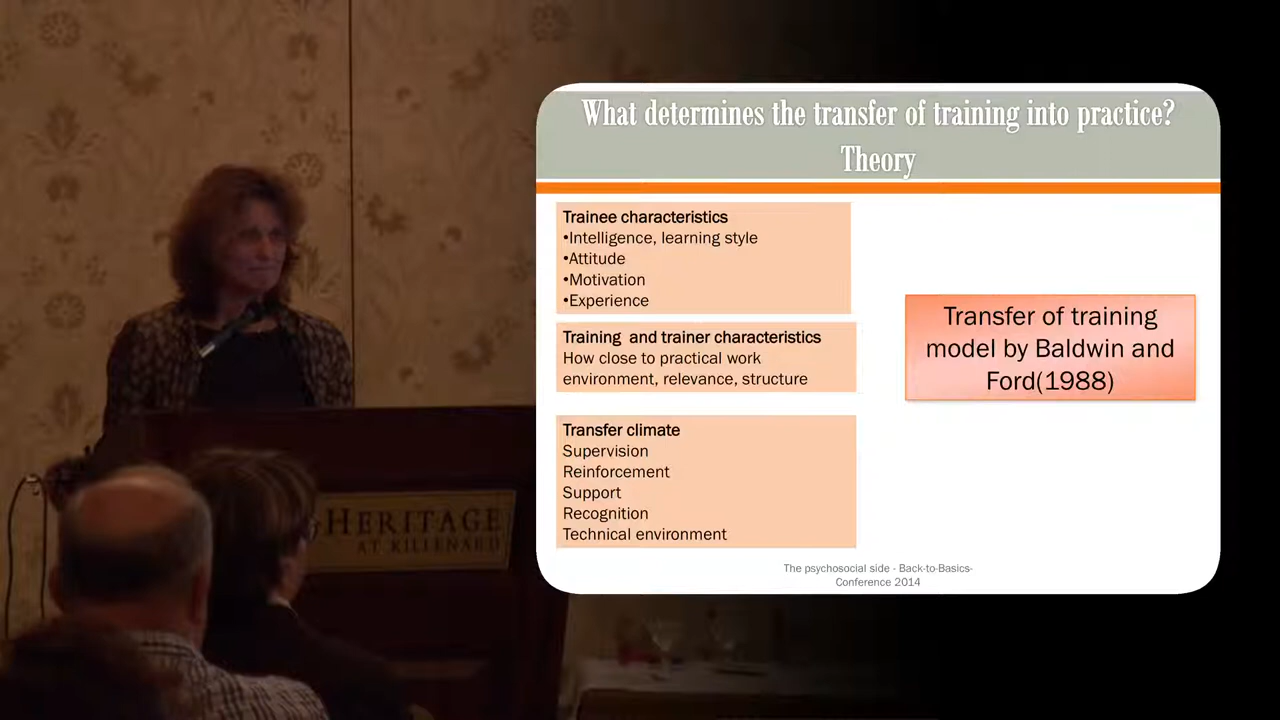 What determines the transfer of training into practice?
Theory
Trainee characteristics
•Intelligence, learning style
•Attitude
•Motivation
•Experience
Training  and trainer characteristics
How close to practical work
environment, relevance, structure
Transfer climate
Supervision
Reinforcement
Support
Recognition
Technical environment
Transfer of training
model by Baldwin and
Ford(1988)
The psychosocial side - Back-to-Basics-
Conference 2014
HERITAGE
AT KILLENARD